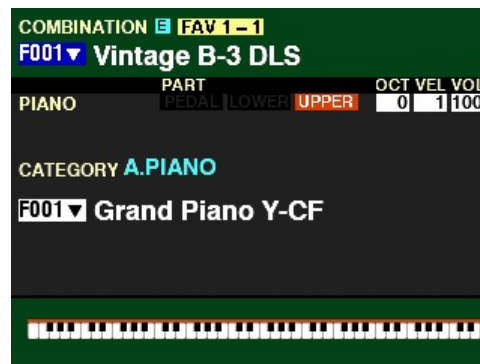 COMBINATION E FAV 1 – 1
F001▼ Vintage B-3 DLS
PART OCT VEL VOL
PIANO PEDAL LOWER UPPER 0 1 100
CATEGORY A.PIANO
F001▼ Grand Piano Y-CF